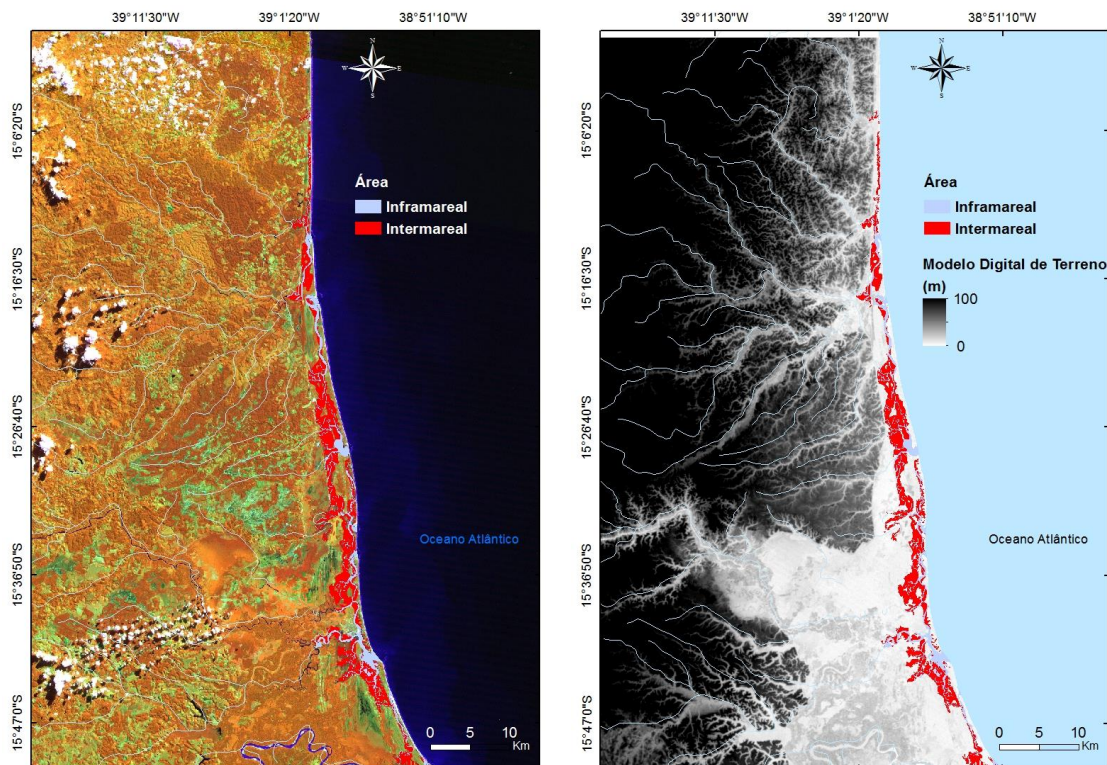 39°11'30"W 39°1'20"W 38°51'10"W
15°6'20"S
15°16'30"S
15°26'40"S
15°36'50"S
15°47'0"S
N
W E
S
Área
Inframareal
Intermareal
Oceano Atlântico
0 5 10
Km
39°11'30"W 39°1'20"W 38°51'10"W
15°6'20"S
15°16'30"S
15°26'40"S
15°36'50"S
15°47'0"S
N
W E
S
Área
Inframareal
Intermareal
Modelo Digital de Terreno
(m)
100
0
Oceano Atlântico
0 5 10
Km